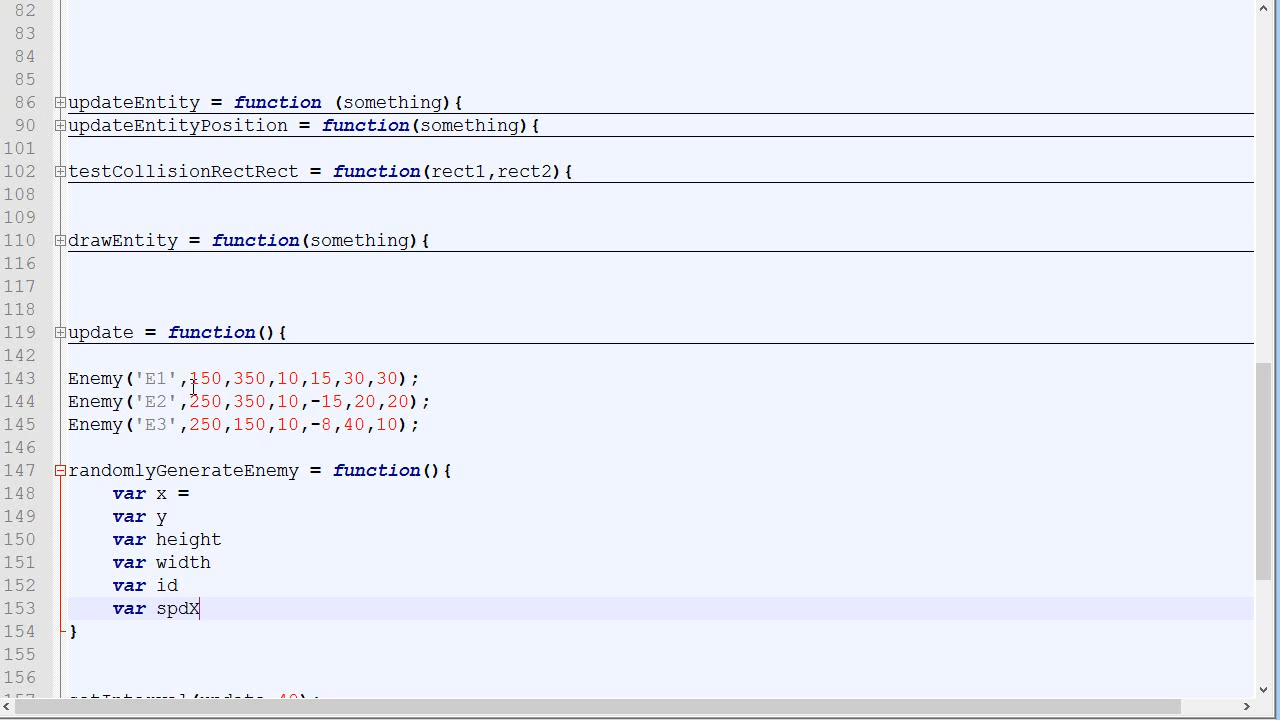 82
83
84
85
86 updateEntity = function (something){
90 updateEntityPosition = function(something){
101
102 testCollisionRectRect = function(rect1,rect2){
108
109
110 drawEntity = function(something){
116
117
118
119 update = function(){
142
143 Enemy('E1',150,350,10,15,30,30);
144 Enemy('E2',250,350,10,-15,20,20);
145 Enemy('E3',250,150,10,-8,40,10);
146
147 randomlyGenerateEnemy = function(){
148 var x =
149 var y
150 var height
151 var width
152 var id
153 var spdX
154 }
155
156
157 setInterval(update,40);